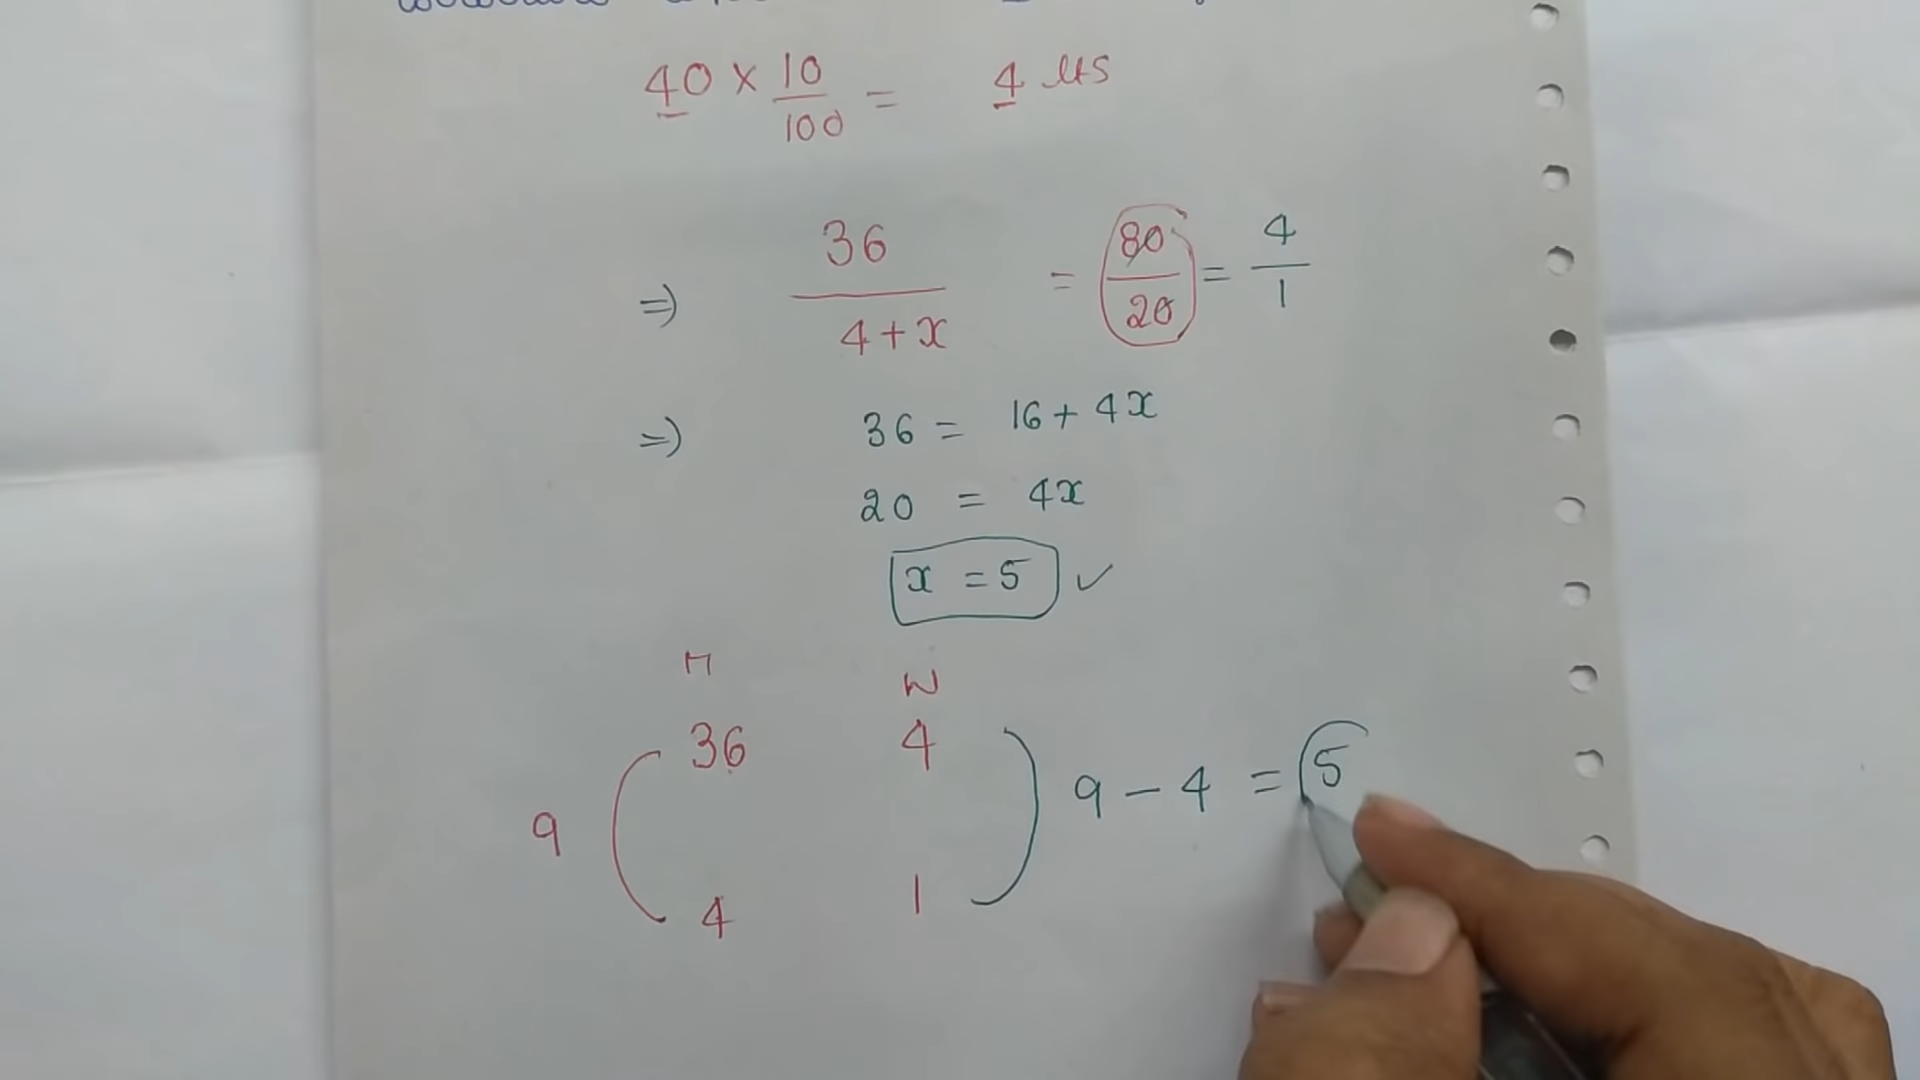 40 × 10/100 = 4 lts
=> 36/(4+x) = 80/20 = 4/1
=> 36 = 16 + 4x
20 = 4x
x = 5 ✓
M W
36 4
9 ( ) 9 - 4 = 5
4 1